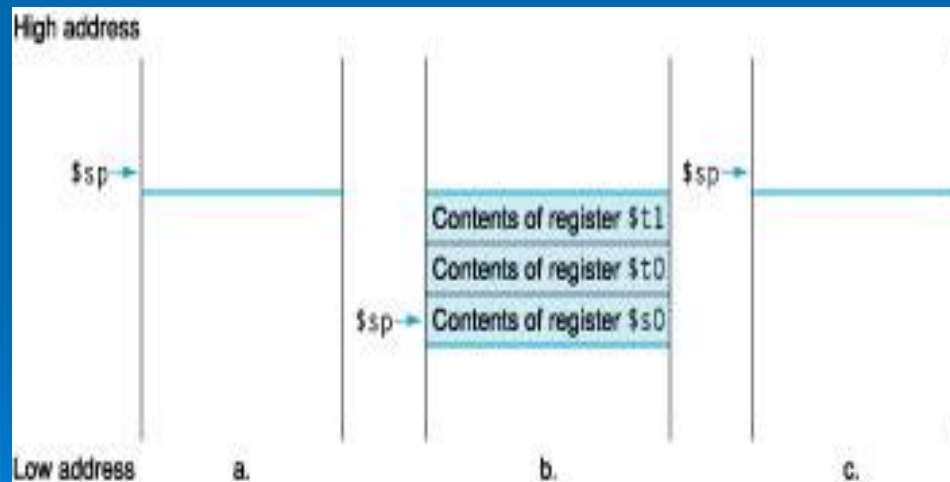 High address
$sp
$sp
Contents of register $t1
Contents of register $t0
$sp
Contents of register $s0
Low address
a.
b.
c.